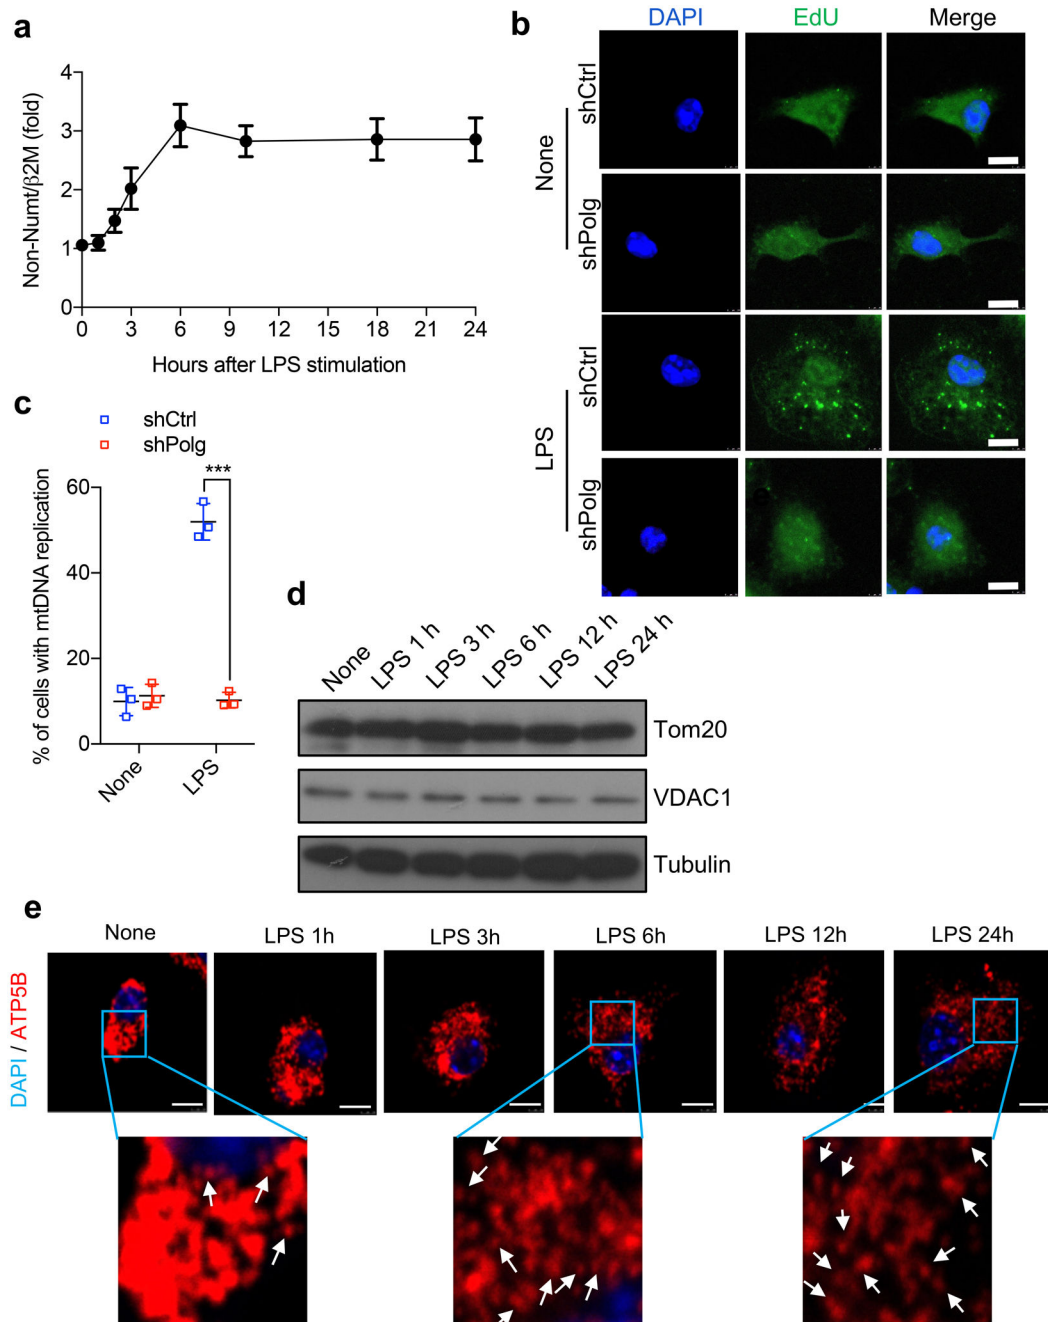 a
Non-Numt/β2M (fold)
4
3
2
1
0
0 3 6 9 12 15 18 21 24
Hours after LPS stimulation
b
DAPI EdU Merge
None
shCtrl
shPolg
LPS
shCtrl
shPolg
c
shCtrl
shPolg
% of cells with mtDNA replication
60
40
20
0
***
None LPS
d
None LPS 1 h LPS 3 h LPS 6 h LPS 12 h LPS 24 h
Tom20
VDAC1
Tubulin
e
DAPI / ATP5B
None LPS 1h LPS 3h LPS 6h LPS 12h LPS 24h